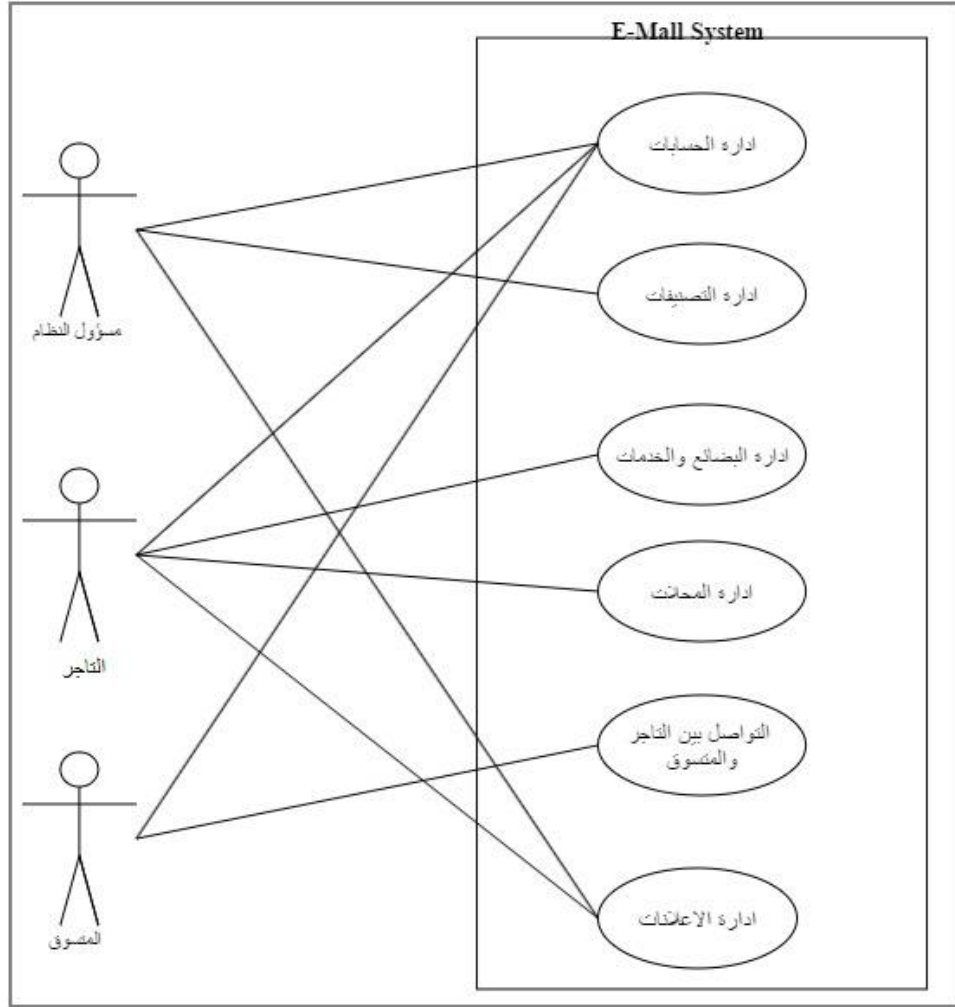 E-Mall System
اداره الحسابات
اداره التصنيفات
مسؤول النظام
اداره البضائع والخدمات
اداره المحلات
التاجر
التواصل بين التاجر
والمتسوق
اداره الاعلانات
المتسوق